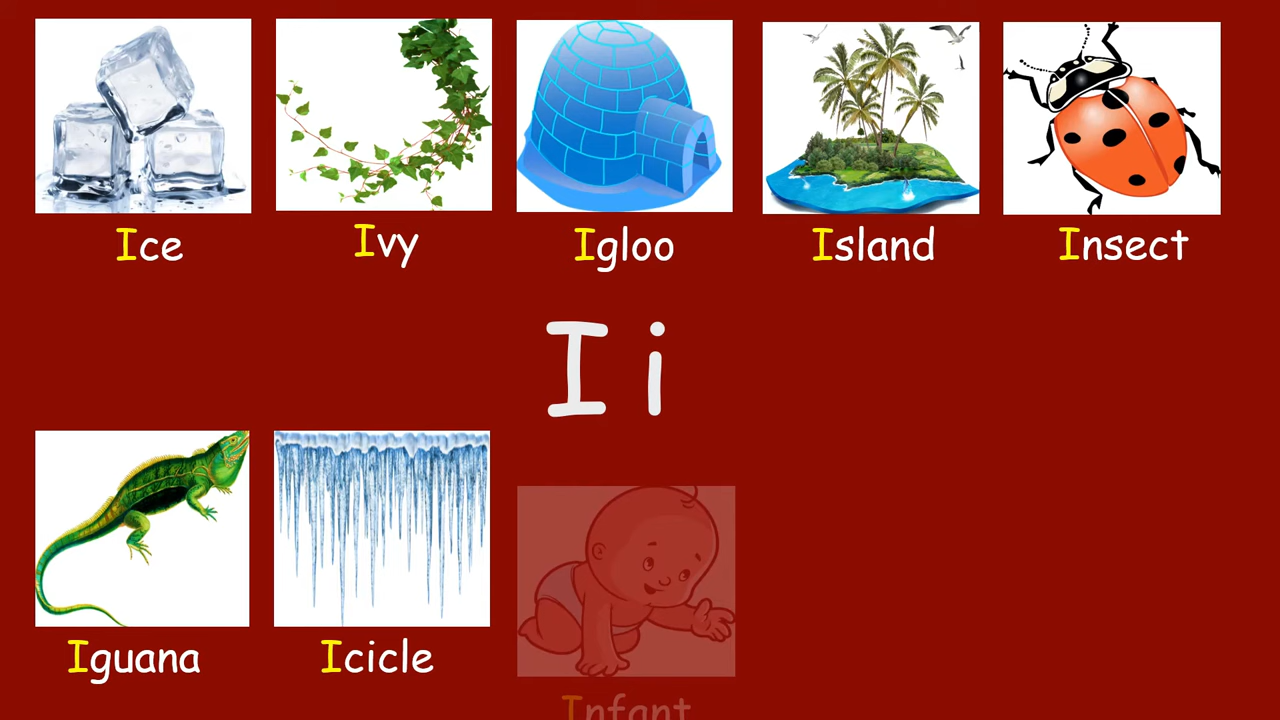 Ice
Ivy
Igloo
Island
Insect
I i
Iguana
Icicle
Infant